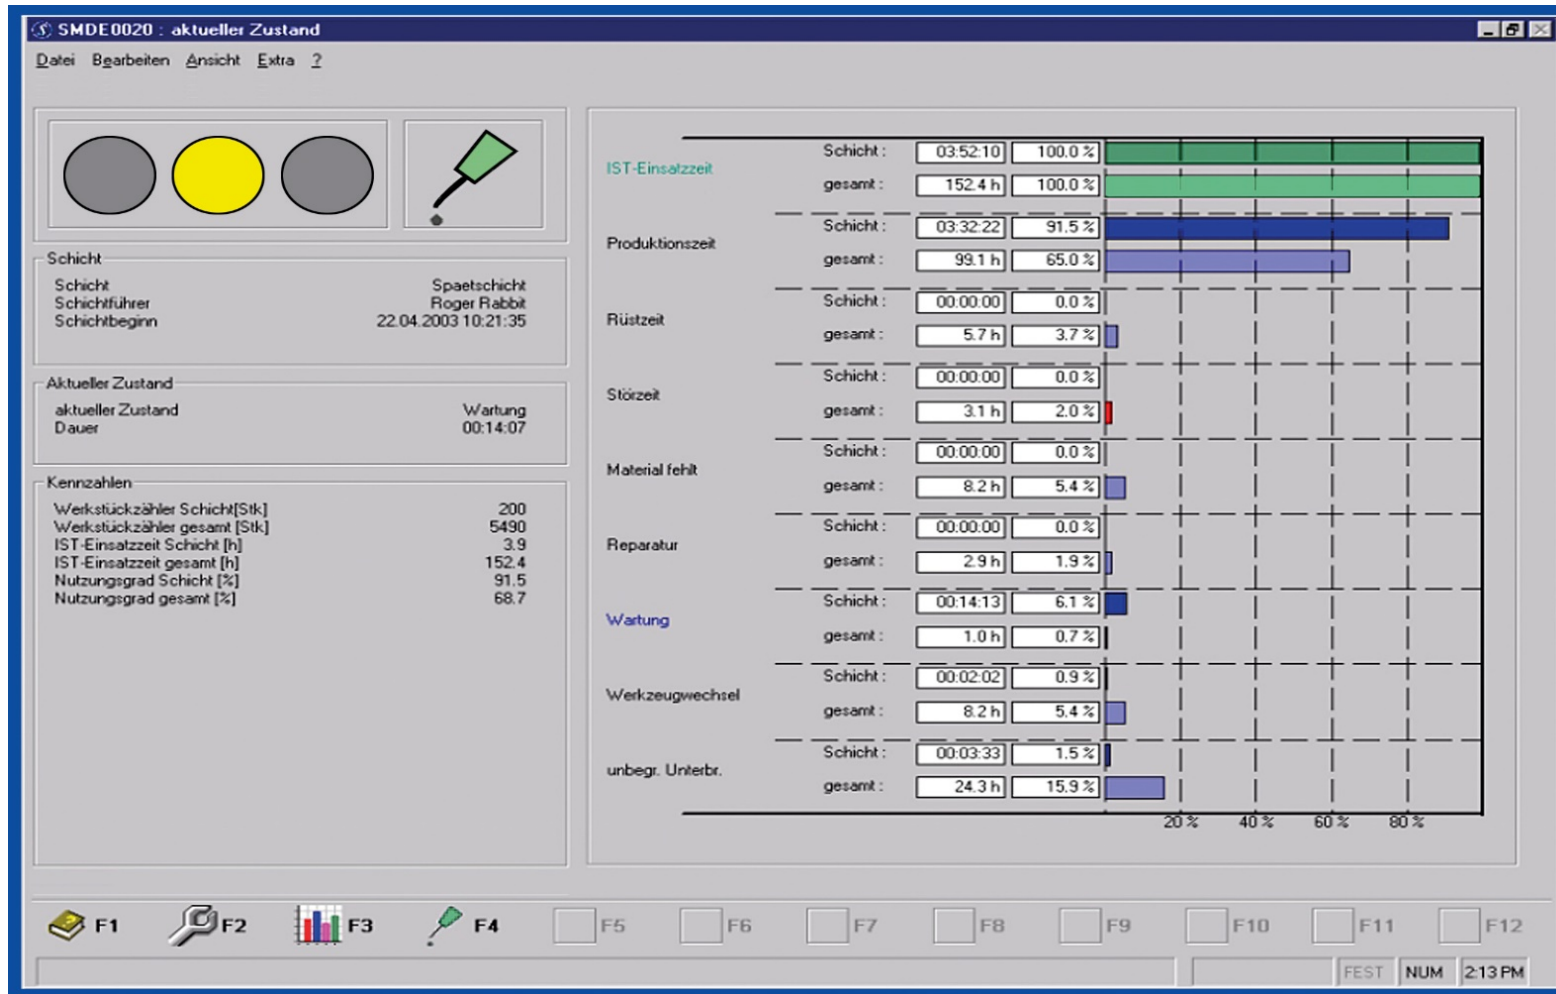 SMDE0020 : aktueller Zustand
Datei Bearbeiten Ansicht Extra ?
Schicht
Schicht Spaetschicht
Schichtführer Roger Rabbit
Schichtbeginn 22.04.2003 10:21:35
Aktueller Zustand
aktueller Zustand Wartung
Dauer 00:14:07
Kennzahlen
Werkstückzähler Schicht[Stk] 200
Werkstückzähler gesamt [Stk] 5490
IST-Einsatzzeit Schicht [h] 3.9
IST-Einsatzzeit gesamt [h] 152.4
Nutzungsgrad Schicht [%] 91.5
Nutzungsgrad gesamt [%] 68.7
IST-Einsatzzeit
Schicht : 03:52:10 100.0 %
gesamt : 152.4 h 100.0 %
Produktionszeit
Schicht : 03:32:22 91.5 %
gesamt : 99.1 h 65.0 %
Rüstzeit
Schicht : 00:00:00 0.0 %
gesamt : 5.7 h 3.7 %
Störzeit
Schicht : 00:00:00 0.0 %
gesamt : 3.1 h 2.0 %
Material fehlt
Schicht : 00:00:00 0.0 %
gesamt : 8.2 h 5.4 %
Reparatur
Schicht : 00:00:00 0.0 %
gesamt : 2.9 h 1.9 %
Wartung
Schicht : 00:14:13 6.1 %
gesamt : 1.0 h 0.7 %
Werkzeugwechsel
Schicht : 00:02:02 0.9 %
gesamt : 8.2 h 5.4 %
unbegr. Unterbr.
Schicht : 00:03:33 1.5 %
gesamt : 24.3 h 15.9 %
20 % 40 % 60 % 80 %
F1 F2 F3 F4 F5 F6 F7 F8 F9 F10 F11 F12
FEST NUM 2:13 PM